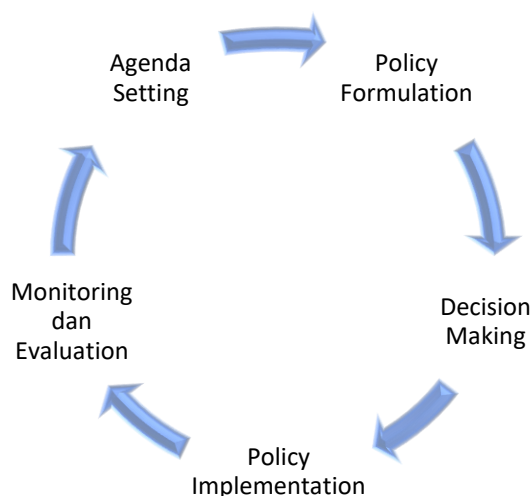 Agenda
Setting
Policy
Formulation
Decision
Making
Policy
Implementation
Monitoring
dan
Evaluation